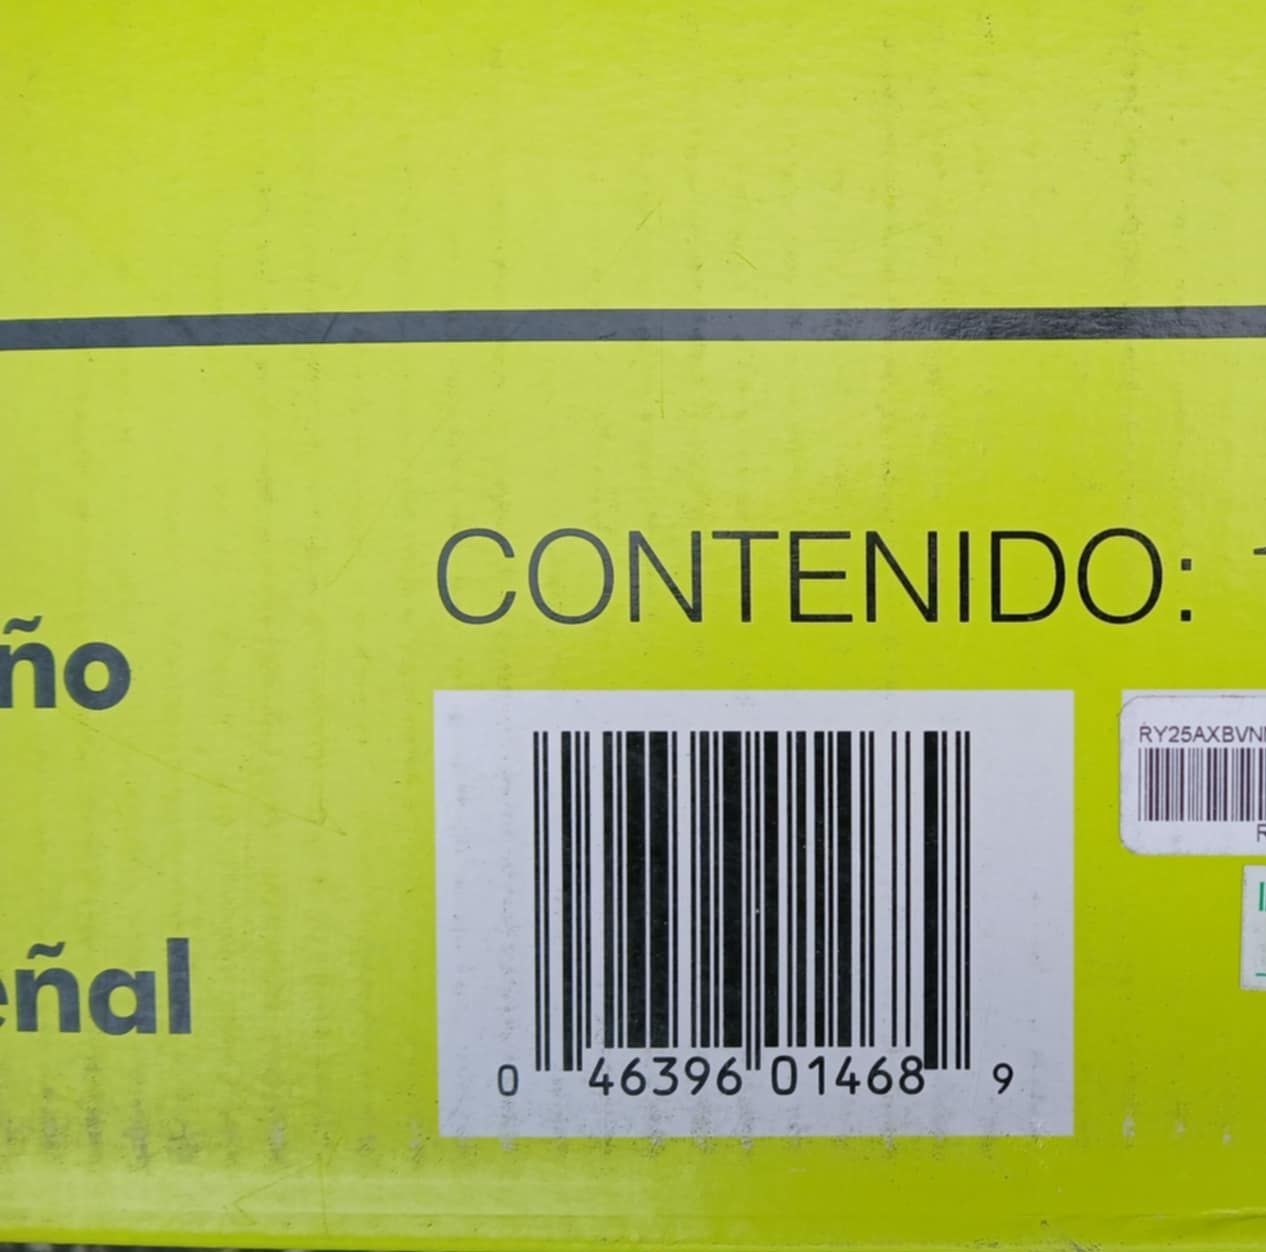 CONTENIDO:
ño
RY25AXBVN
eñal
0 46396 01468 9